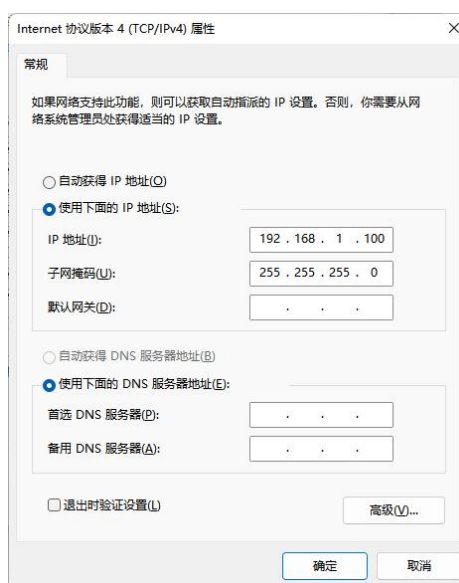 Internet 协议版本 4 (TCP/IPv4) 属性
常规
如果网络支持此功能，则可以获取自动指派的 IP 设置。否则，你需要从网
络系统管理员处获得适当的 IP 设置。
自动获得 IP 地址(O)
使用下面的 IP 地址(S):
IP 地址(I):
192 . 168 . 1 . 100
子网掩码(U):
255 . 255 . 255 . 0
默认网关(D):
. . .
自动获得 DNS 服务器地址(B)
使用下面的 DNS 服务器地址(E):
首选 DNS 服务器(P):
. . .
备用 DNS 服务器(A):
. . .
退出时验证设置(L)
高级(V)...
确定
取消